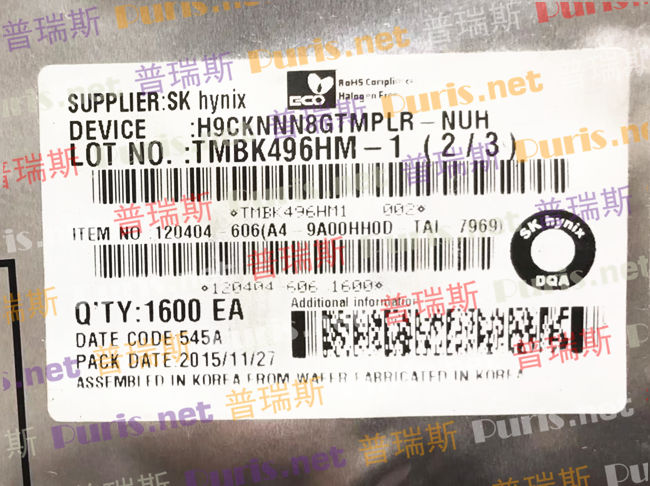 SUPPLIER:SK hynix
ECO
RoHS Compliance
Halogen Free
DEVICE :H9CKNNN8GTMPLR-NUH
LOT NO. :TMBK496HM-1 (2/3)
*TMBK496HM1 002*
ITEM NO :120404-606(A4-9A00HH0D TAI 7969)
*120404-606 1600*
SK hynix
DQA
Q'TY:1600 EA
Additional information
DATE CODE:545A
PACK DATE:2015/11/27
ASSEMBLED IN KOREA FROM WAFER FABRICATED IN KOREA
普瑞斯 Puris.net